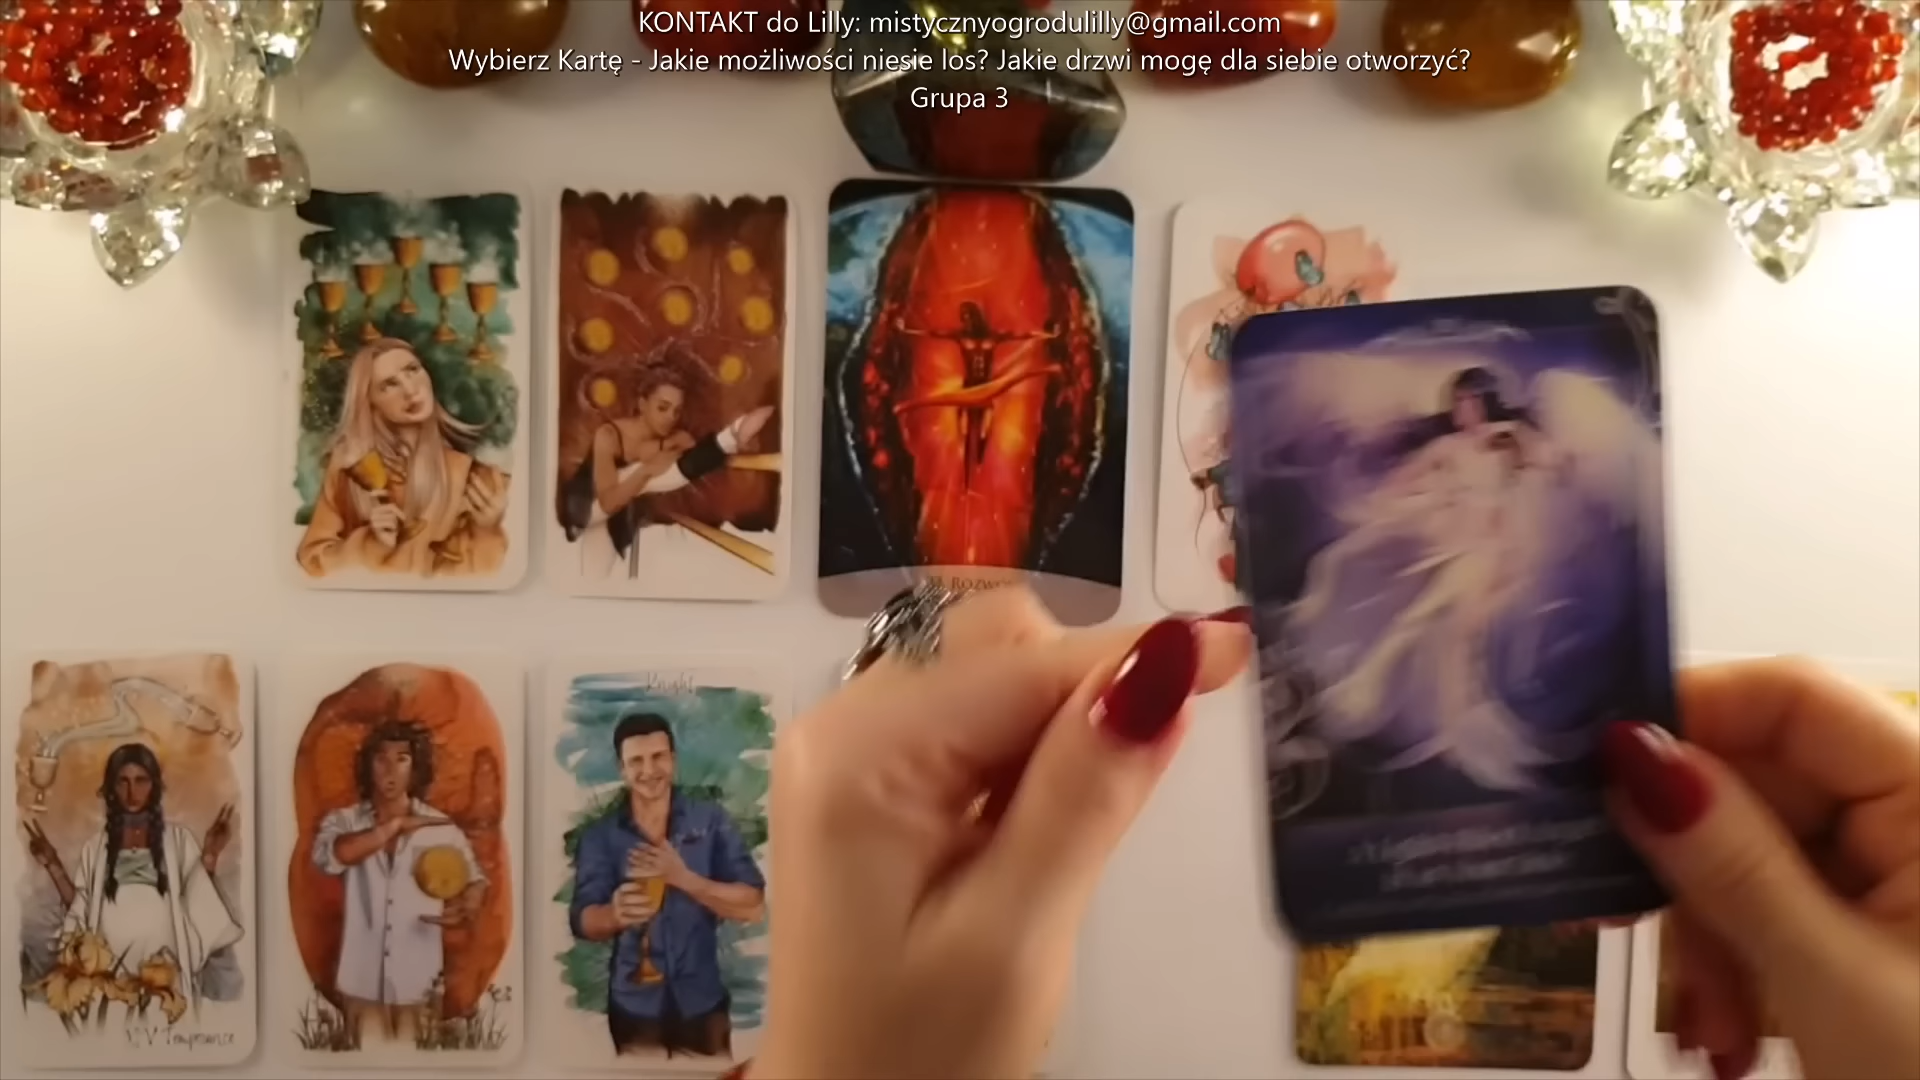 KONTAKT do Lilly: mistycznyogrodulilly@gmail.com
Wybierz Kartę - Jakie możliwości niesie los? Jakie drzwi mogę dla siebie otworzyć?
Grupa 3
Knight